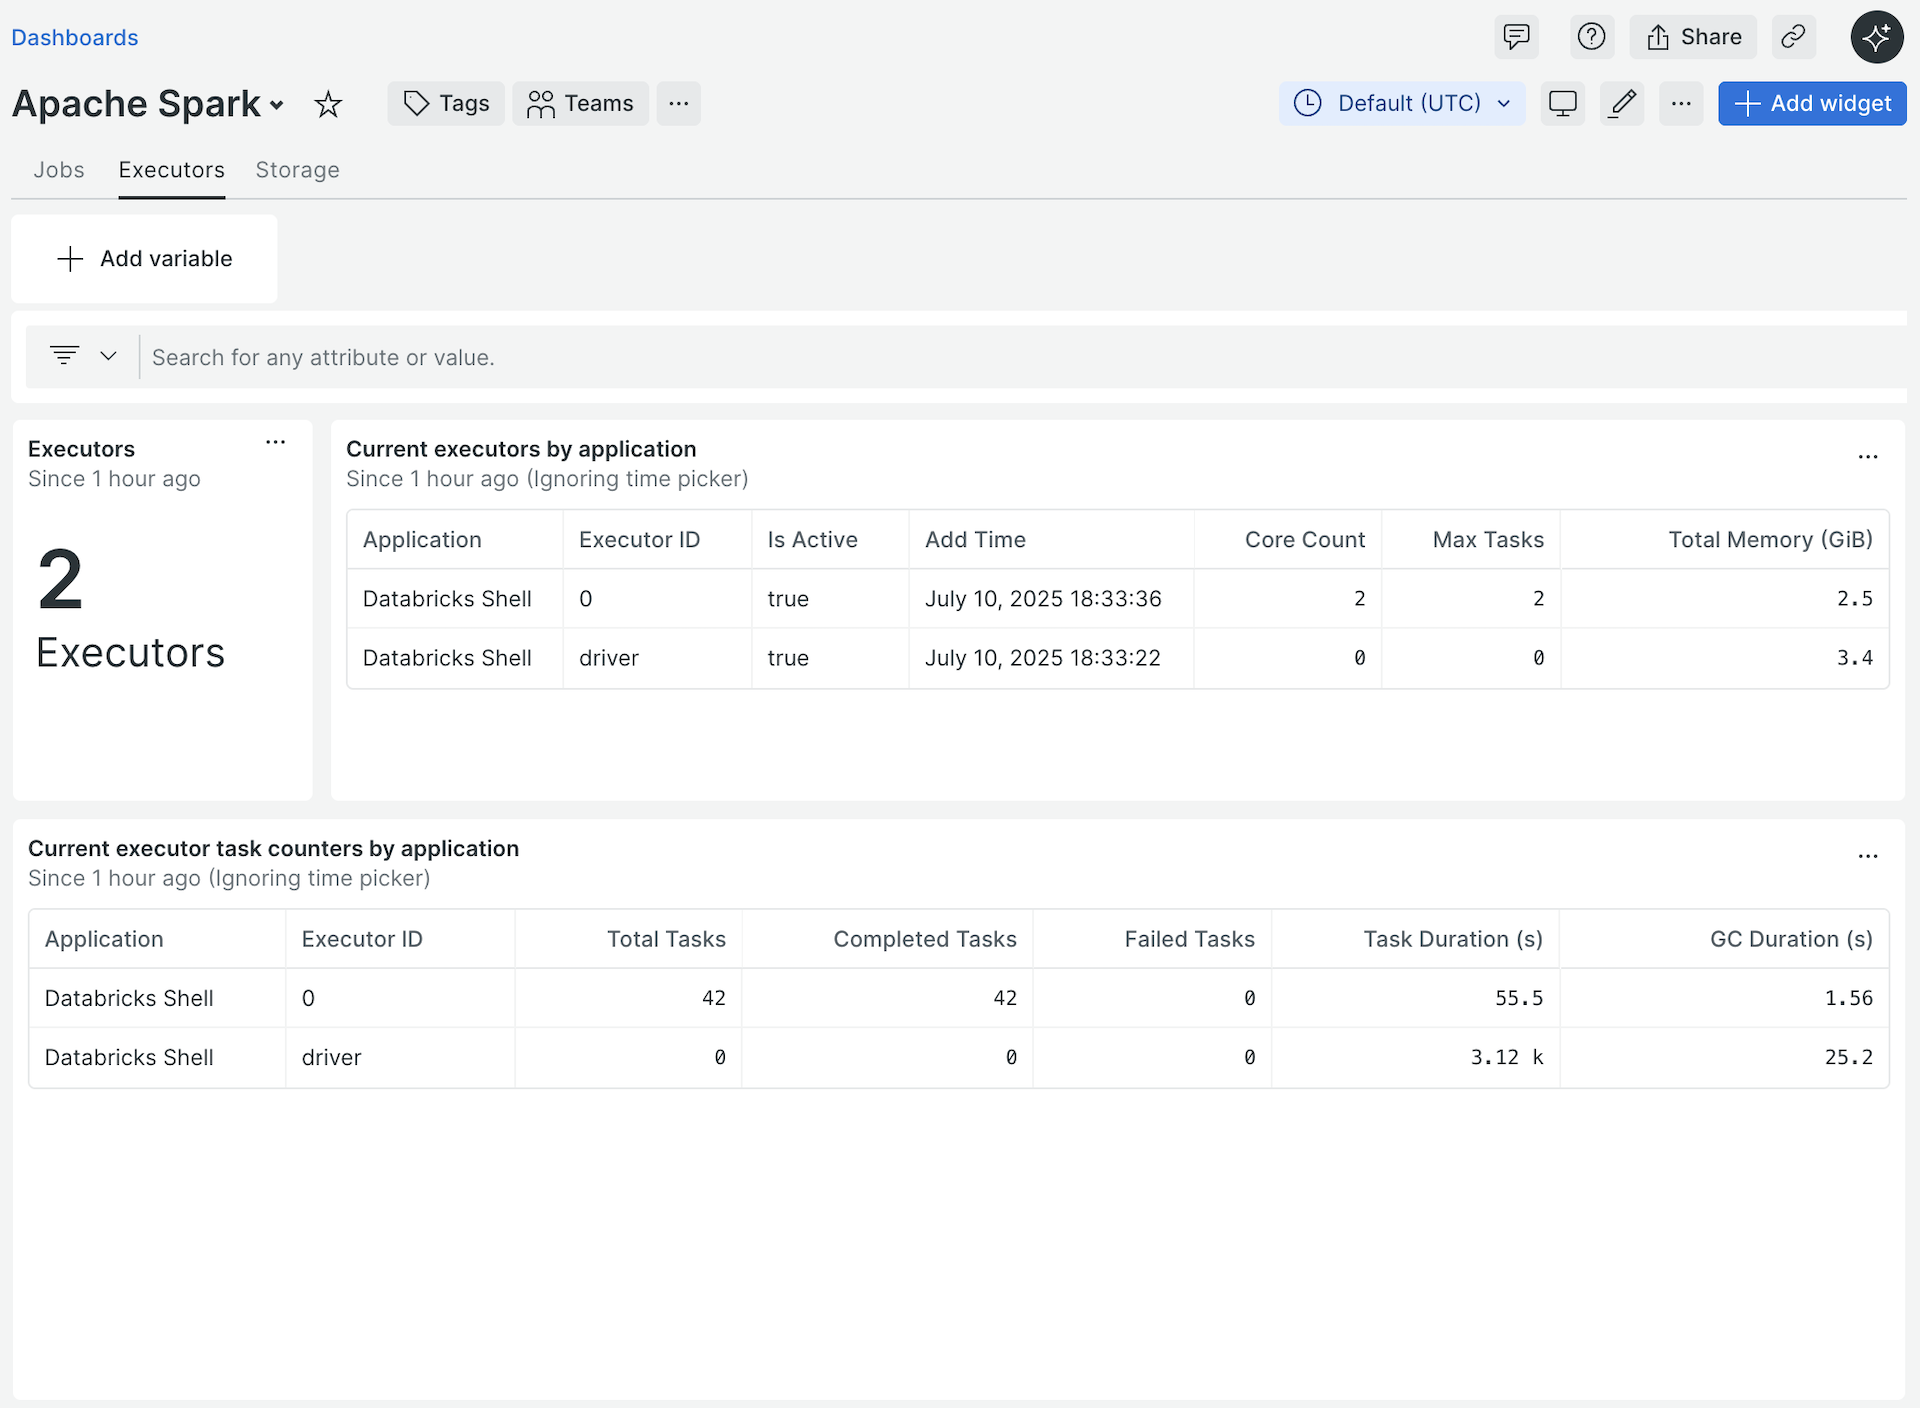 Dashboards
Share
Apache Spark
Tags
Teams
Default (UTC)
Add widget
Jobs
Executors
Storage
Add variable
Search for any attribute or value.
Executors
Since 1 hour ago
2
Executors
Current executors by application
Since 1 hour ago (Ignoring time picker)
Application Executor ID Is Active Add Time Core Count Max Tasks Total Memory (GiB)
Databricks Shell 0 true July 10, 2025 18:33:36 2 2 2.5
Databricks Shell driver true July 10, 2025 18:33:22 0 0 3.4
Current executor task counters by application
Since 1 hour ago (Ignoring time picker)
Application Executor ID Total Tasks Completed Tasks Failed Tasks Task Duration (s) GC Duration (s)
Databricks Shell 0 42 42 0 55.5 1.56
Databricks Shell driver 0 0 0 3.12 k 25.2